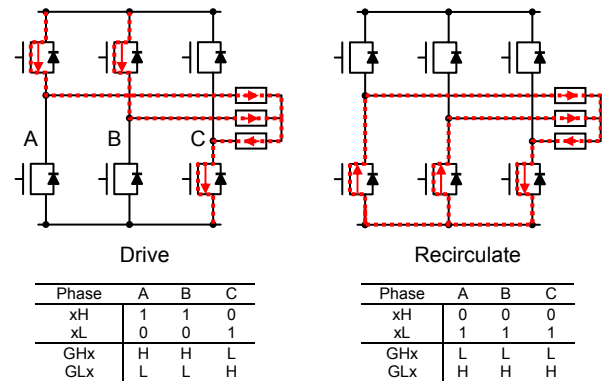 A B C
Drive
Recirculate
Phase A B C
xH 1 1 0
xL 0 0 1
GHx H H L
GLx L L H
Phase A B C
xH 0 0 0
xL 1 1 1
GHx L L L
GLx H H H